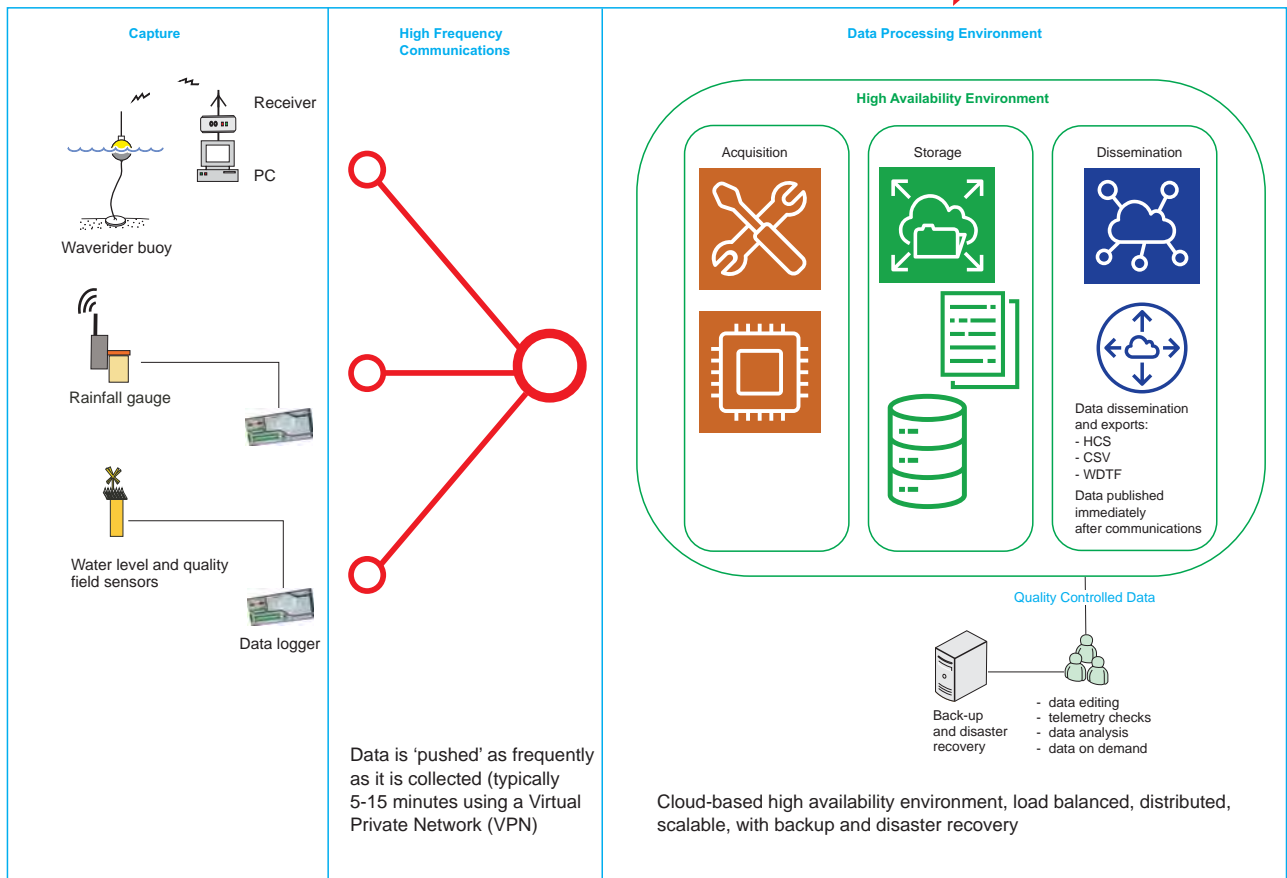 Capture
Receiver
PC
Waverider buoy
Rainfall gauge
Water level and quality
field sensors
Data logger
High Frequency
Communications
Data is ‘pushed’ as frequently
as it is collected (typically
5-15 minutes using a Virtual
Private Network (VPN)
Data Processing Environment
High Availability Environment
Acquisition
Storage
Dissemination
Data dissemination
and exports:
- HCS
- CSV
- WDTF
Data published
immediately
after communications
Quality Controlled Data
Back-up
and disaster
recovery
- data editing
- telemetry checks
- data analysis
- data on demand
Cloud-based high availability environment, load balanced, distributed,
scalable, with backup and disaster recovery